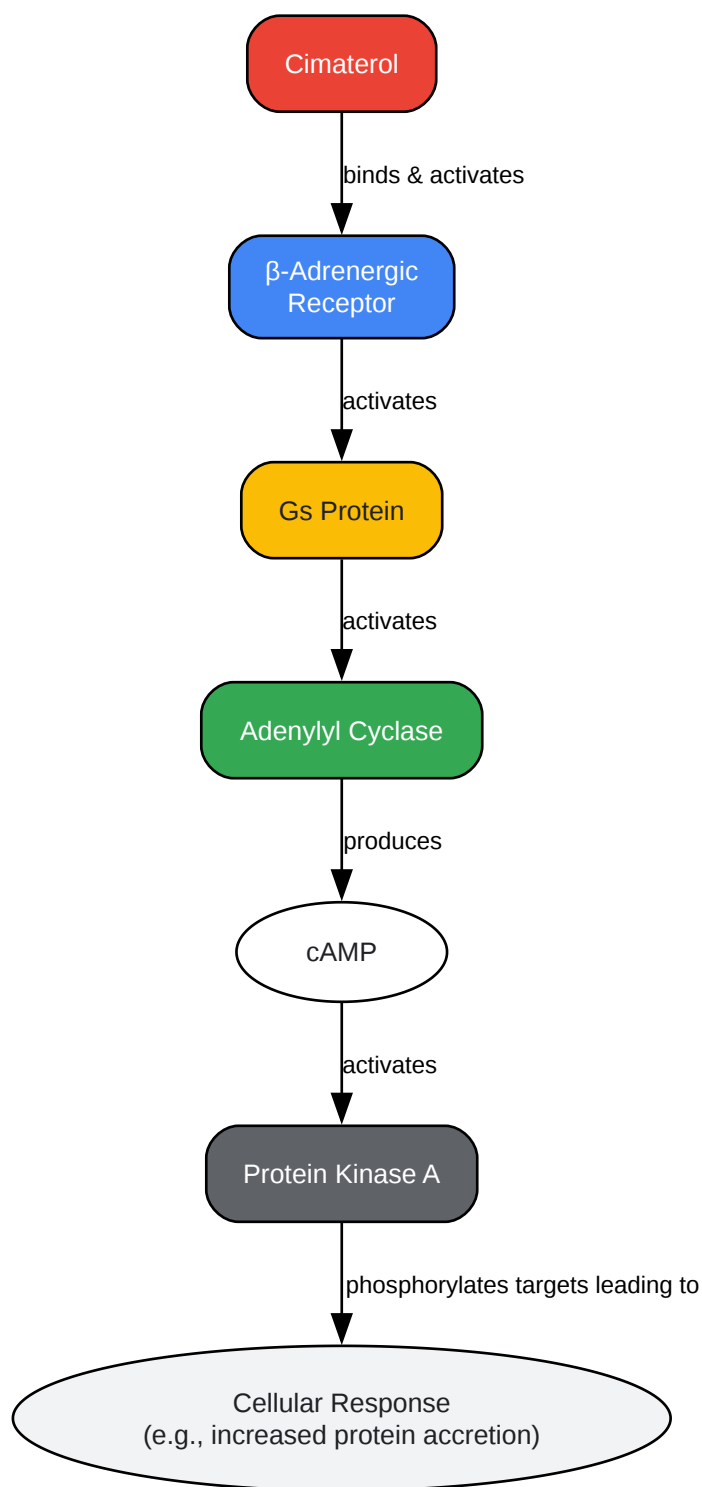 Cimaterol
binds & activates
β-Adrenergic
Receptor
activates
Gs Protein
activates
Adenylyl Cyclase
produces
cAMP
activates
Protein Kinase A
phosphorylates targets leading to
Cellular Response
(e.g., increased protein accretion)